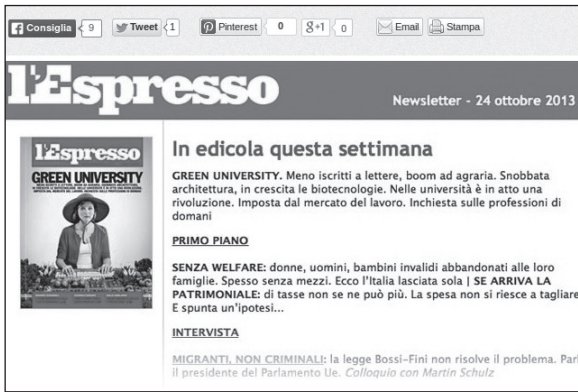 Consiglia 9 Tweet 1 Pinterest 0 g+1 0 Email Stampa
l'Espresso
Newsletter - 24 ottobre 2013
l'Espresso
GREEN UNIVERSITY
In edicola questa settimana
GREEN UNIVERSITY. Meno iscritti a lettere, boom ad agraria. Snobbata
architettura, in crescita le biotecnologie. Nelle università è in atto una
rivoluzione. Imposta dal mercato del lavoro. Inchiesta sulle professioni di
domani
PRIMO PIANO
SENZA WELFARE: donne, uomini, bambini invalidi abbandonati alle loro
famiglie. Spesso senza mezzi. Ecco l'Italia lasciata sola | SE ARRIVA LA
PATRIMONIALE: di tasse non se ne può più. La spesa non si riesce a tagliare
E spunta un'ipotesi...
INTERVISTA
MIGRANTI, NON CRIMINALI: la legge Bossi-Fini non risolve il problema. Parl
il presidente del Parlamento Ue. Colloquio con Martin Schulz